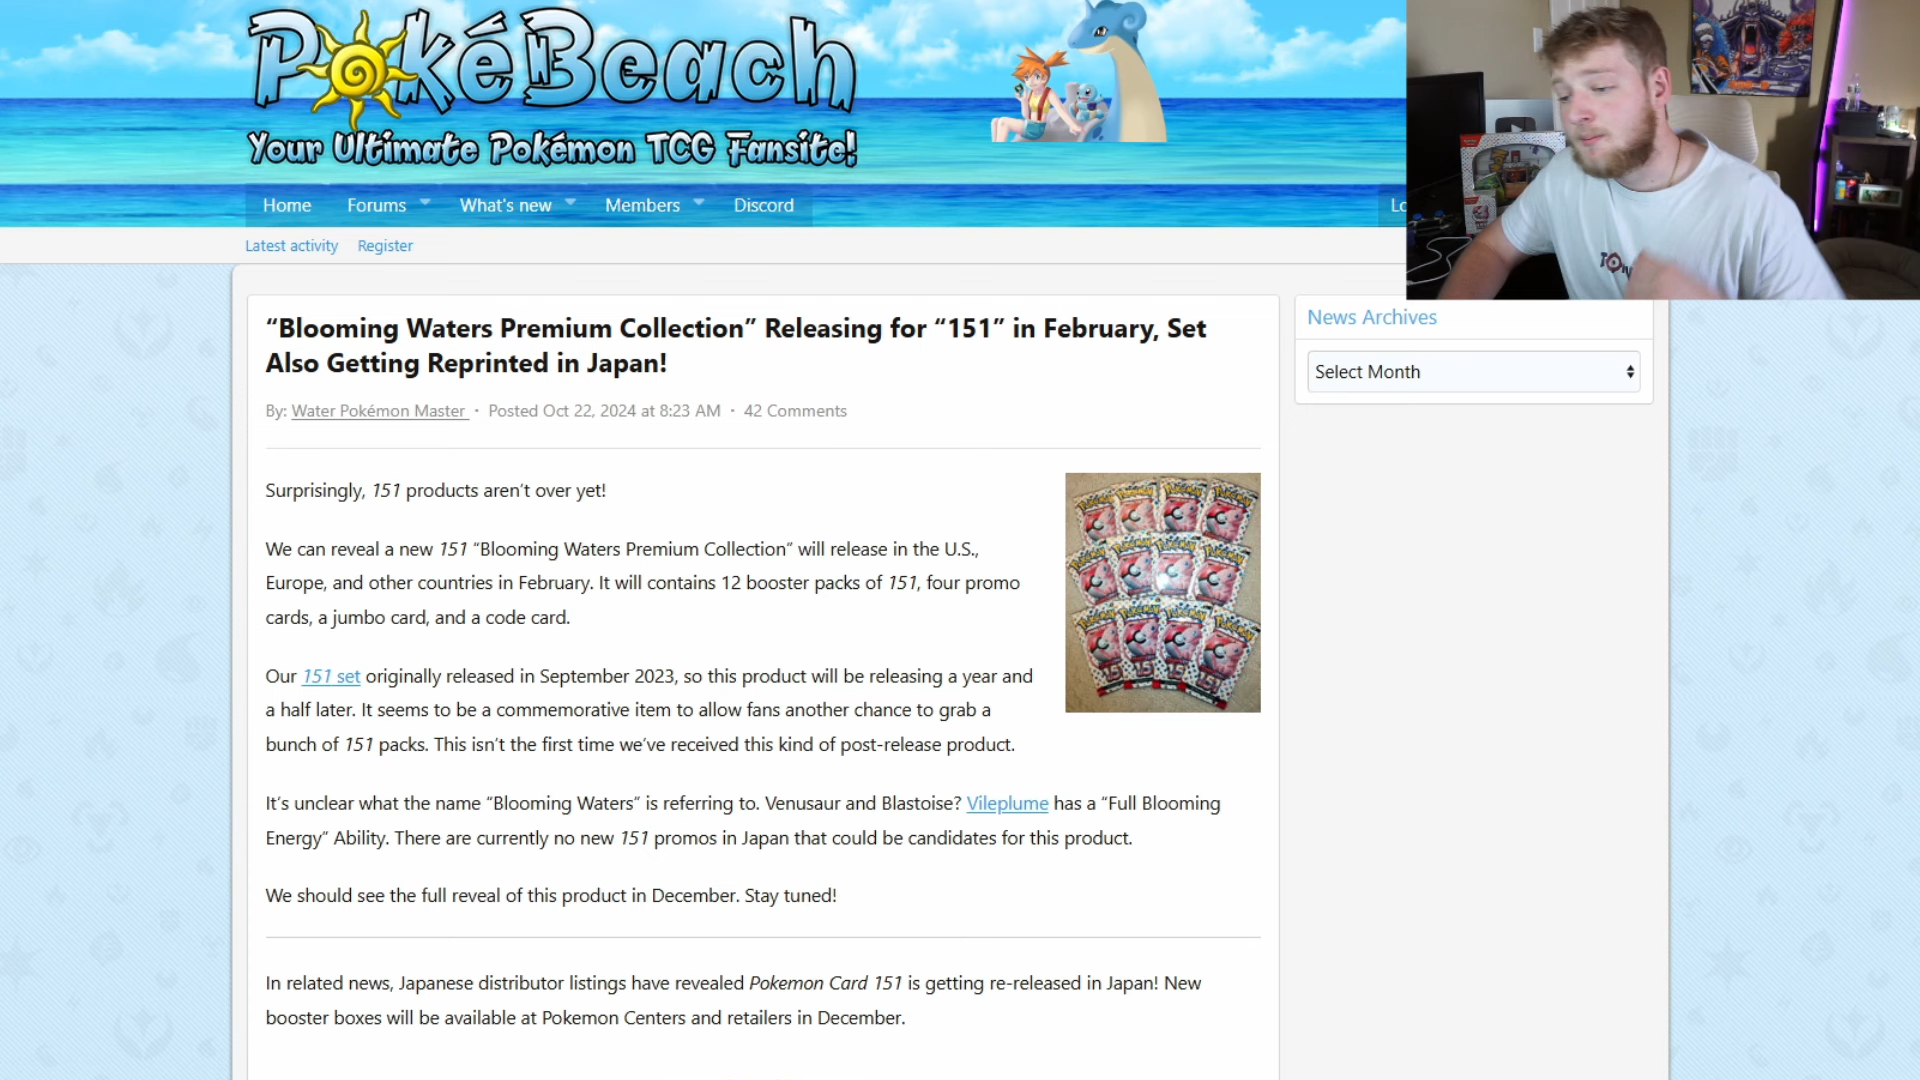 PokéBeach
Your Ultimate Pokémon TCG Fansite!
Home Forums What's new Members Discord
Latest activity Register
“Blooming Waters Premium Collection” Releasing for “151” in February, Set
Also Getting Reprinted in Japan!
By: Water Pokémon Master · Posted Oct 22, 2024 at 8:23 AM · 42 Comments
Surprisingly, 151 products aren’t over yet!
We can reveal a new 151 “Blooming Waters Premium Collection” will release in the U.S.,
Europe, and other countries in February. It will contains 12 booster packs of 151, four promo
cards, a jumbo card, and a code card.
Our 151 set originally released in September 2023, so this product will be releasing a year and
a half later. It seems to be a commemorative item to allow fans another chance to grab a
bunch of 151 packs. This isn’t the first time we’ve received this kind of post-release product.
It’s unclear what the name “Blooming Waters” is referring to. Venusaur and Blastoise? Vileplume has a “Full Blooming
Energy” Ability. There are currently no new 151 promos in Japan that could be candidates for this product.
We should see the full reveal of this product in December. Stay tuned!
In related news, Japanese distributor listings have revealed Pokemon Card 151 is getting re-released in Japan! New
booster boxes will be available at Pokemon Centers and retailers in December.
News Archives
Select Month